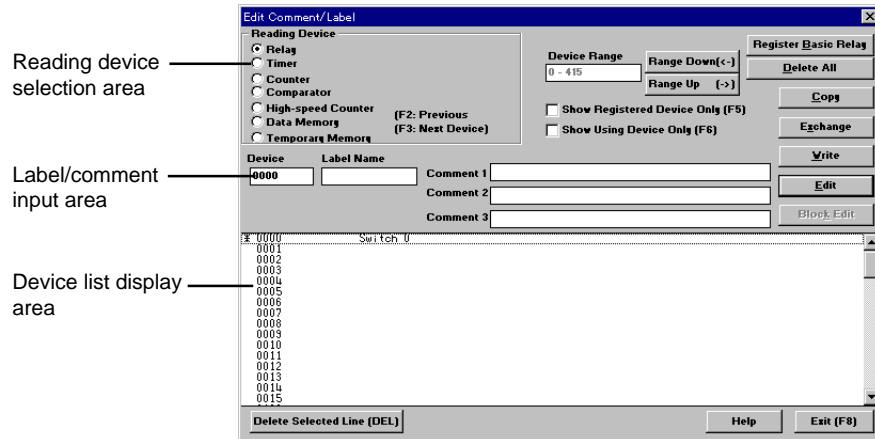 Edit Comment/Label
Reading Device
Relay
Timer
Counter
Comparator
High-speed Counter
Data Memory
Temporary Memory
(F2: Previous
(F3: Next Device)
Device Range
0 - 415
Range Down(<-)
Range Up (->)
Show Registered Device Only (F5)
Show Using Device Only (F6)
Register Basic Relay
Delete All
Copy
Exchange
Write
Edit
Block Edit
Reading device
selection area
Label/comment
input area
Device list display
area
Device Label Name
0000
Comment 1
Comment 2
Comment 3
* 0000 Switch 0
0001
0002
0003
0004
0005
0006
0007
0008
0009
0010
0011
0012
0013
0014
0015
Delete Selected Line (DEL)
Help
Exit (F8)